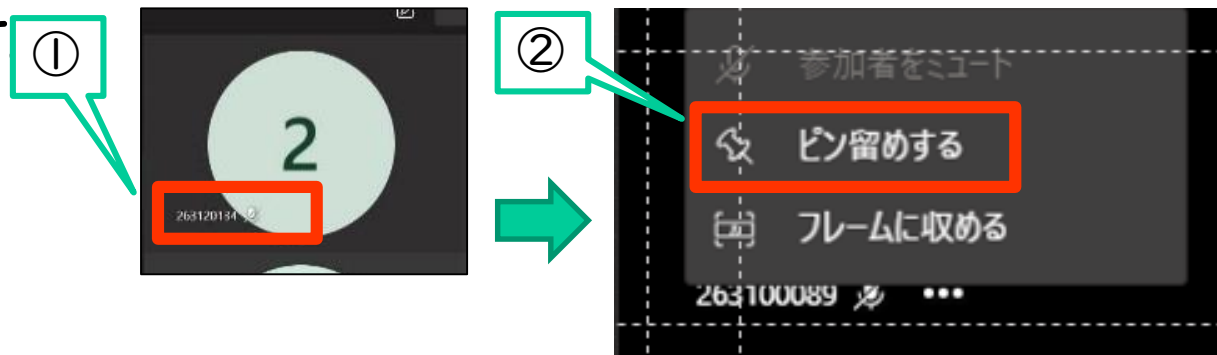 ①
2
263120134
②
参加者をミュート
ピン留めする
フレームに収める
263100089 •••